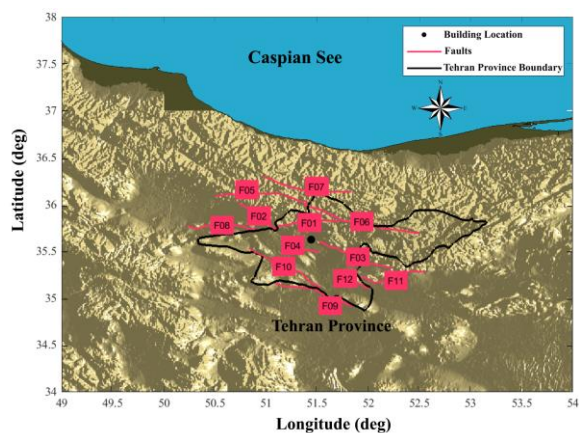 Caspian See
Building Location
Faults
Tehran Province Boundary
N
W
E
S
Latitude (deg)
38
37.5
37
36.5
36
35.5
35
34.5
34
F07
F05
F02
F01
F06
F08
F04
F03
F10
F12
F11
F09
Tehran Province
49 49.5 50 50.5 51 51.5 52 52.5 53 53.5 54
Longitude (deg)